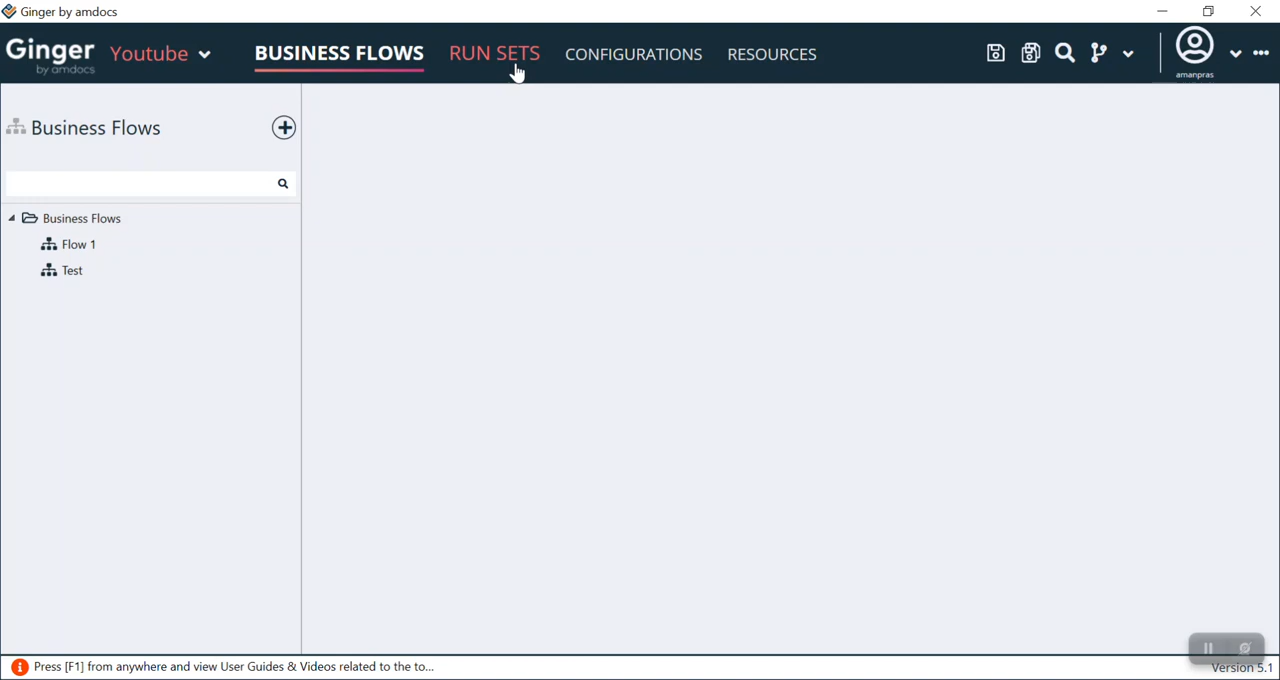 Ginger by amdocs
Ginger by amdocs
Youtube
BUSINESS FLOWS RUN SETS CONFIGURATIONS RESOURCES
amanpras
Business Flows
Business Flows
Flow 1
Test
Press [F1] from anywhere and view User Guides & Videos related to the to...
Version 5.1